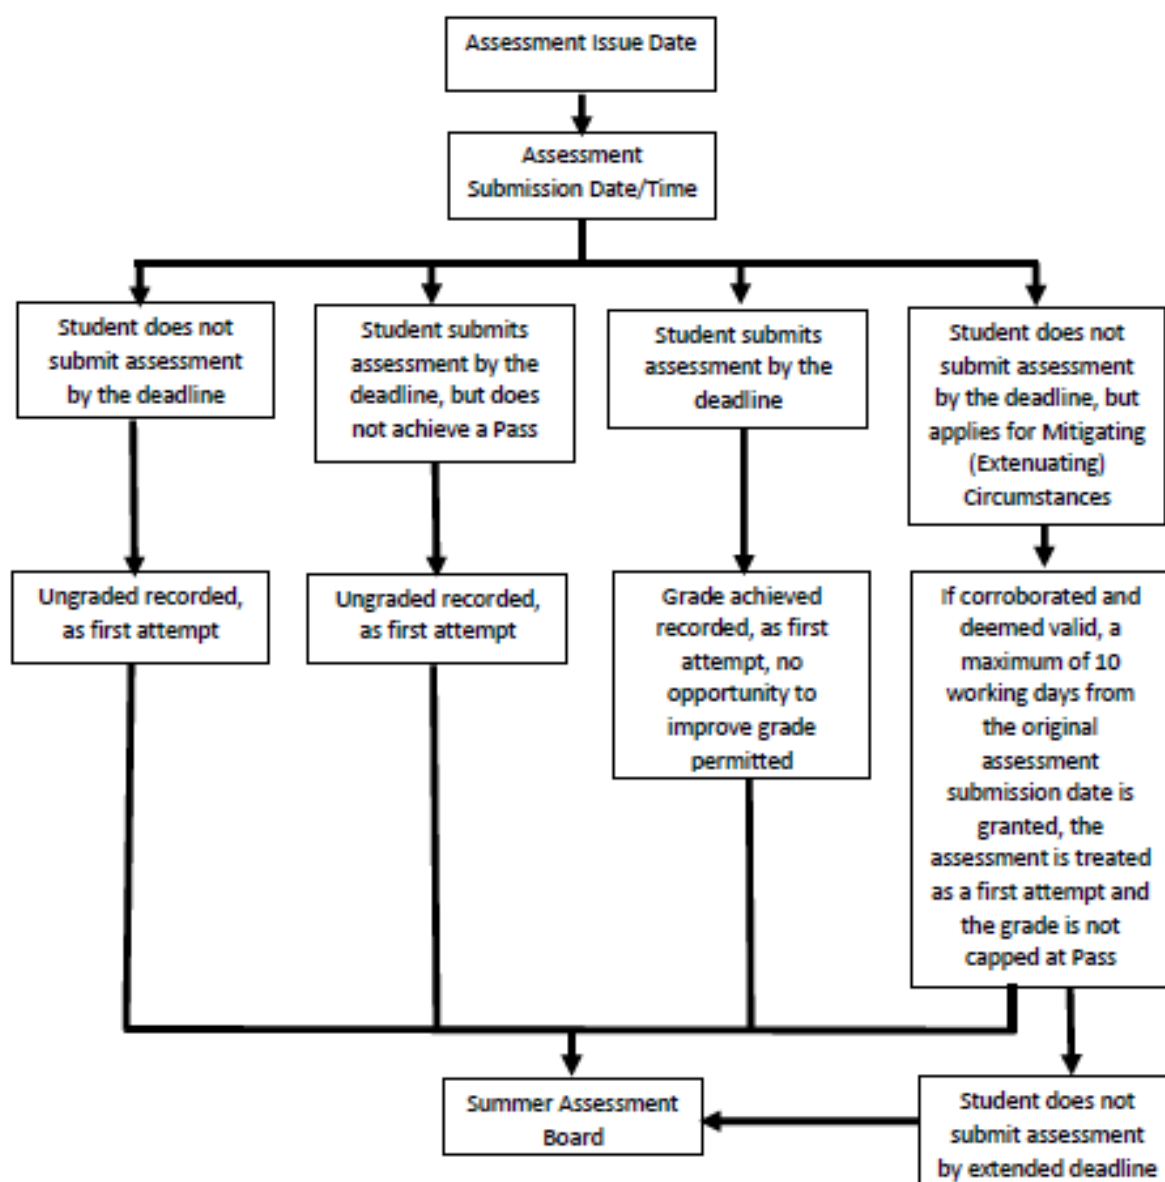 Assessment Issue Date
Assessment
Submission Date/Time
Student does not
submit assessment
by the deadline
Student submits
assessment by the
deadline, but does
not achieve a Pass
Student submits
assessment by the
deadline
Student does not
submit assessment
by the deadline, but
applies for Mitigating
(Extenuating)
Circumstances
Ungraded recorded,
as first attempt
Ungraded recorded,
as first attempt
Grade achieved
recorded, as first
attempt, no
opportunity to
improve grade
permitted
If corroborated and
deemed valid, a
maximum of 10
working days from
the original
assessment
submission date is
granted, the
assessment is treated
as a first attempt and
the grade is not
capped at Pass
Summer Assessment
Board
Student does not
submit assessment
by extended deadline